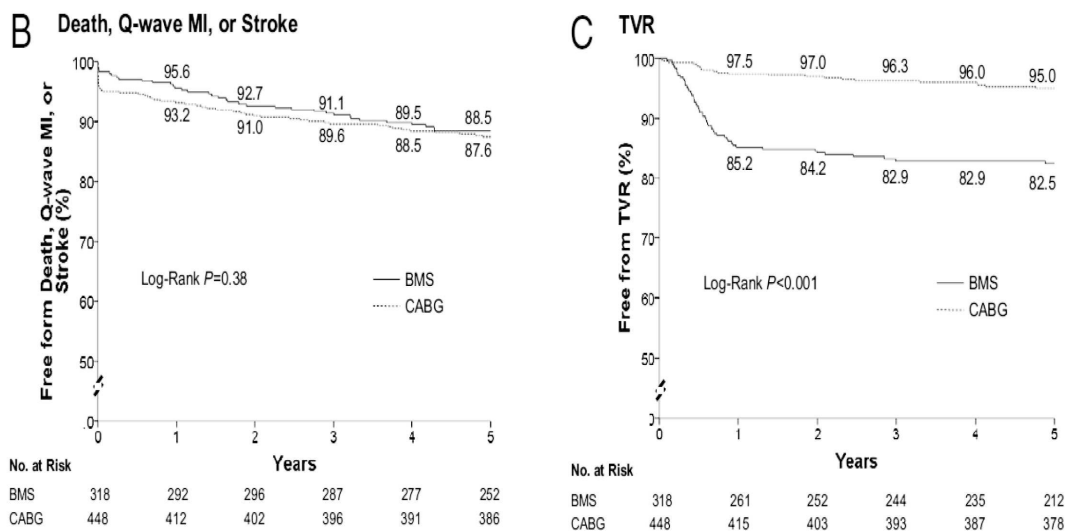 B Death, Q-wave MI, or Stroke
Free form Death, Q-wave MI, or
Stroke (%)
100
90
80
70
60
50
.0
95.6
92.7
91.1
89.5
88.5
93.2
91.0
89.6
88.5
87.6
Log-Rank P=0.38
BMS
CABG
0 1 2 3 4 5
Years
No. at Risk
BMS 318 292 296 287 277 252
CABG 448 412 402 396 391 386
C TVR
Free from TVR (%)
100
90
80
70
60
50
0
97.5
97.0
96.3
96.0
95.0
85.2
84.2
82.9
82.9
82.5
Log-Rank P<0.001
BMS
CABG
0 1 2 3 4 5
Years
No. at Risk
BMS 318 261 252 244 235 212
CABG 448 415 403 393 387 378